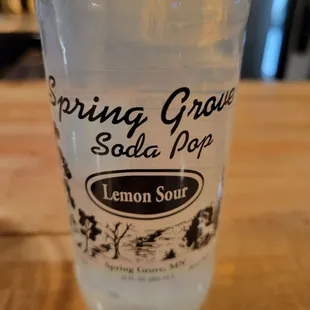 Spring Grove
Soda Pop
Lemon Sour
Spring Grove, MN